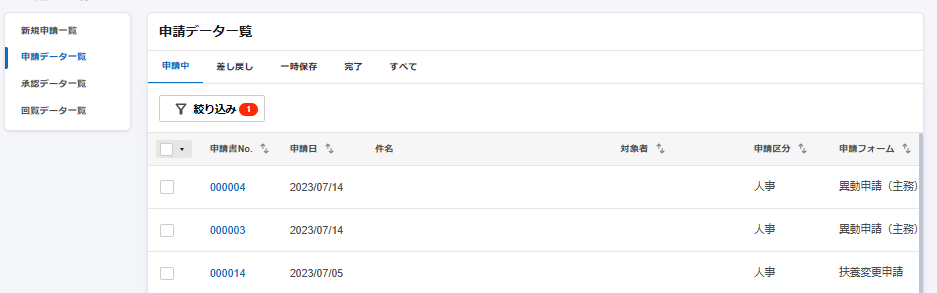 新規申請一覧
申請データ一覧
承認データ一覧
回覧データ一覧
申請データ一覧
申請中 差し戻し 一時保存 完了 すべて
絞り込み 1
申請書No. 申請日 件名 対象者 申請区分 申請フォーム
000004 2023/07/14 人事 異動申請（主務）
000003 2023/07/14 人事 異動申請（主務）
000014 2023/07/05 人事 扶養変更申請